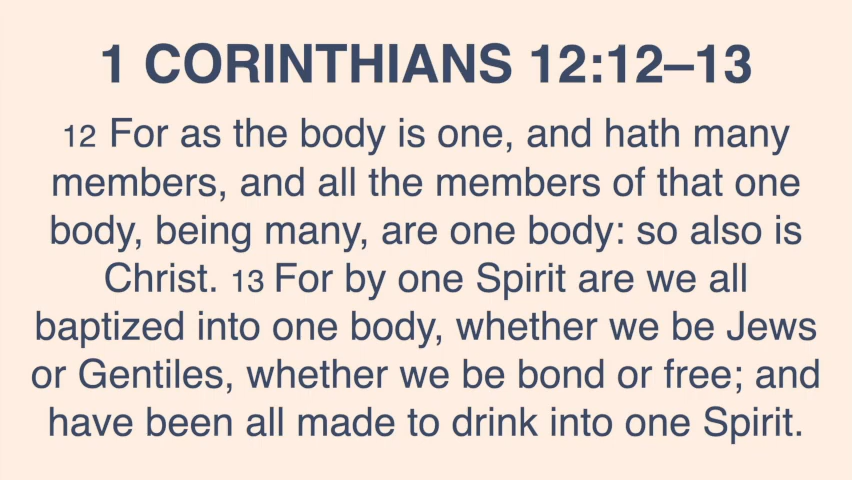 1 CORINTHIANS 12:12–13
12 For as the body is one, and hath many
members, and all the members of that one
body, being many, are one body: so also is
Christ. 13 For by one Spirit are we all
baptized into one body, whether we be Jews
or Gentiles, whether we be bond or free; and
have been all made to drink into one Spirit.